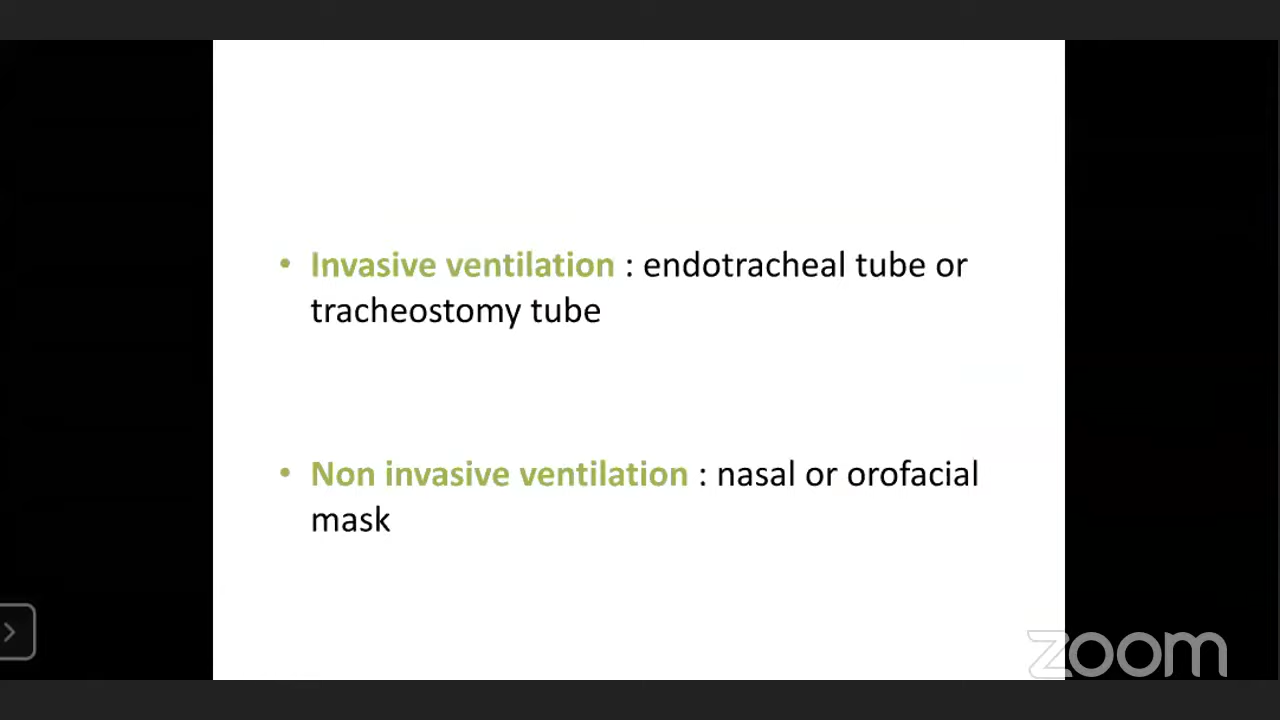 • Invasive ventilation : endotracheal tube or
tracheostomy tube
• Non invasive ventilation : nasal or orofacial
mask
zoom